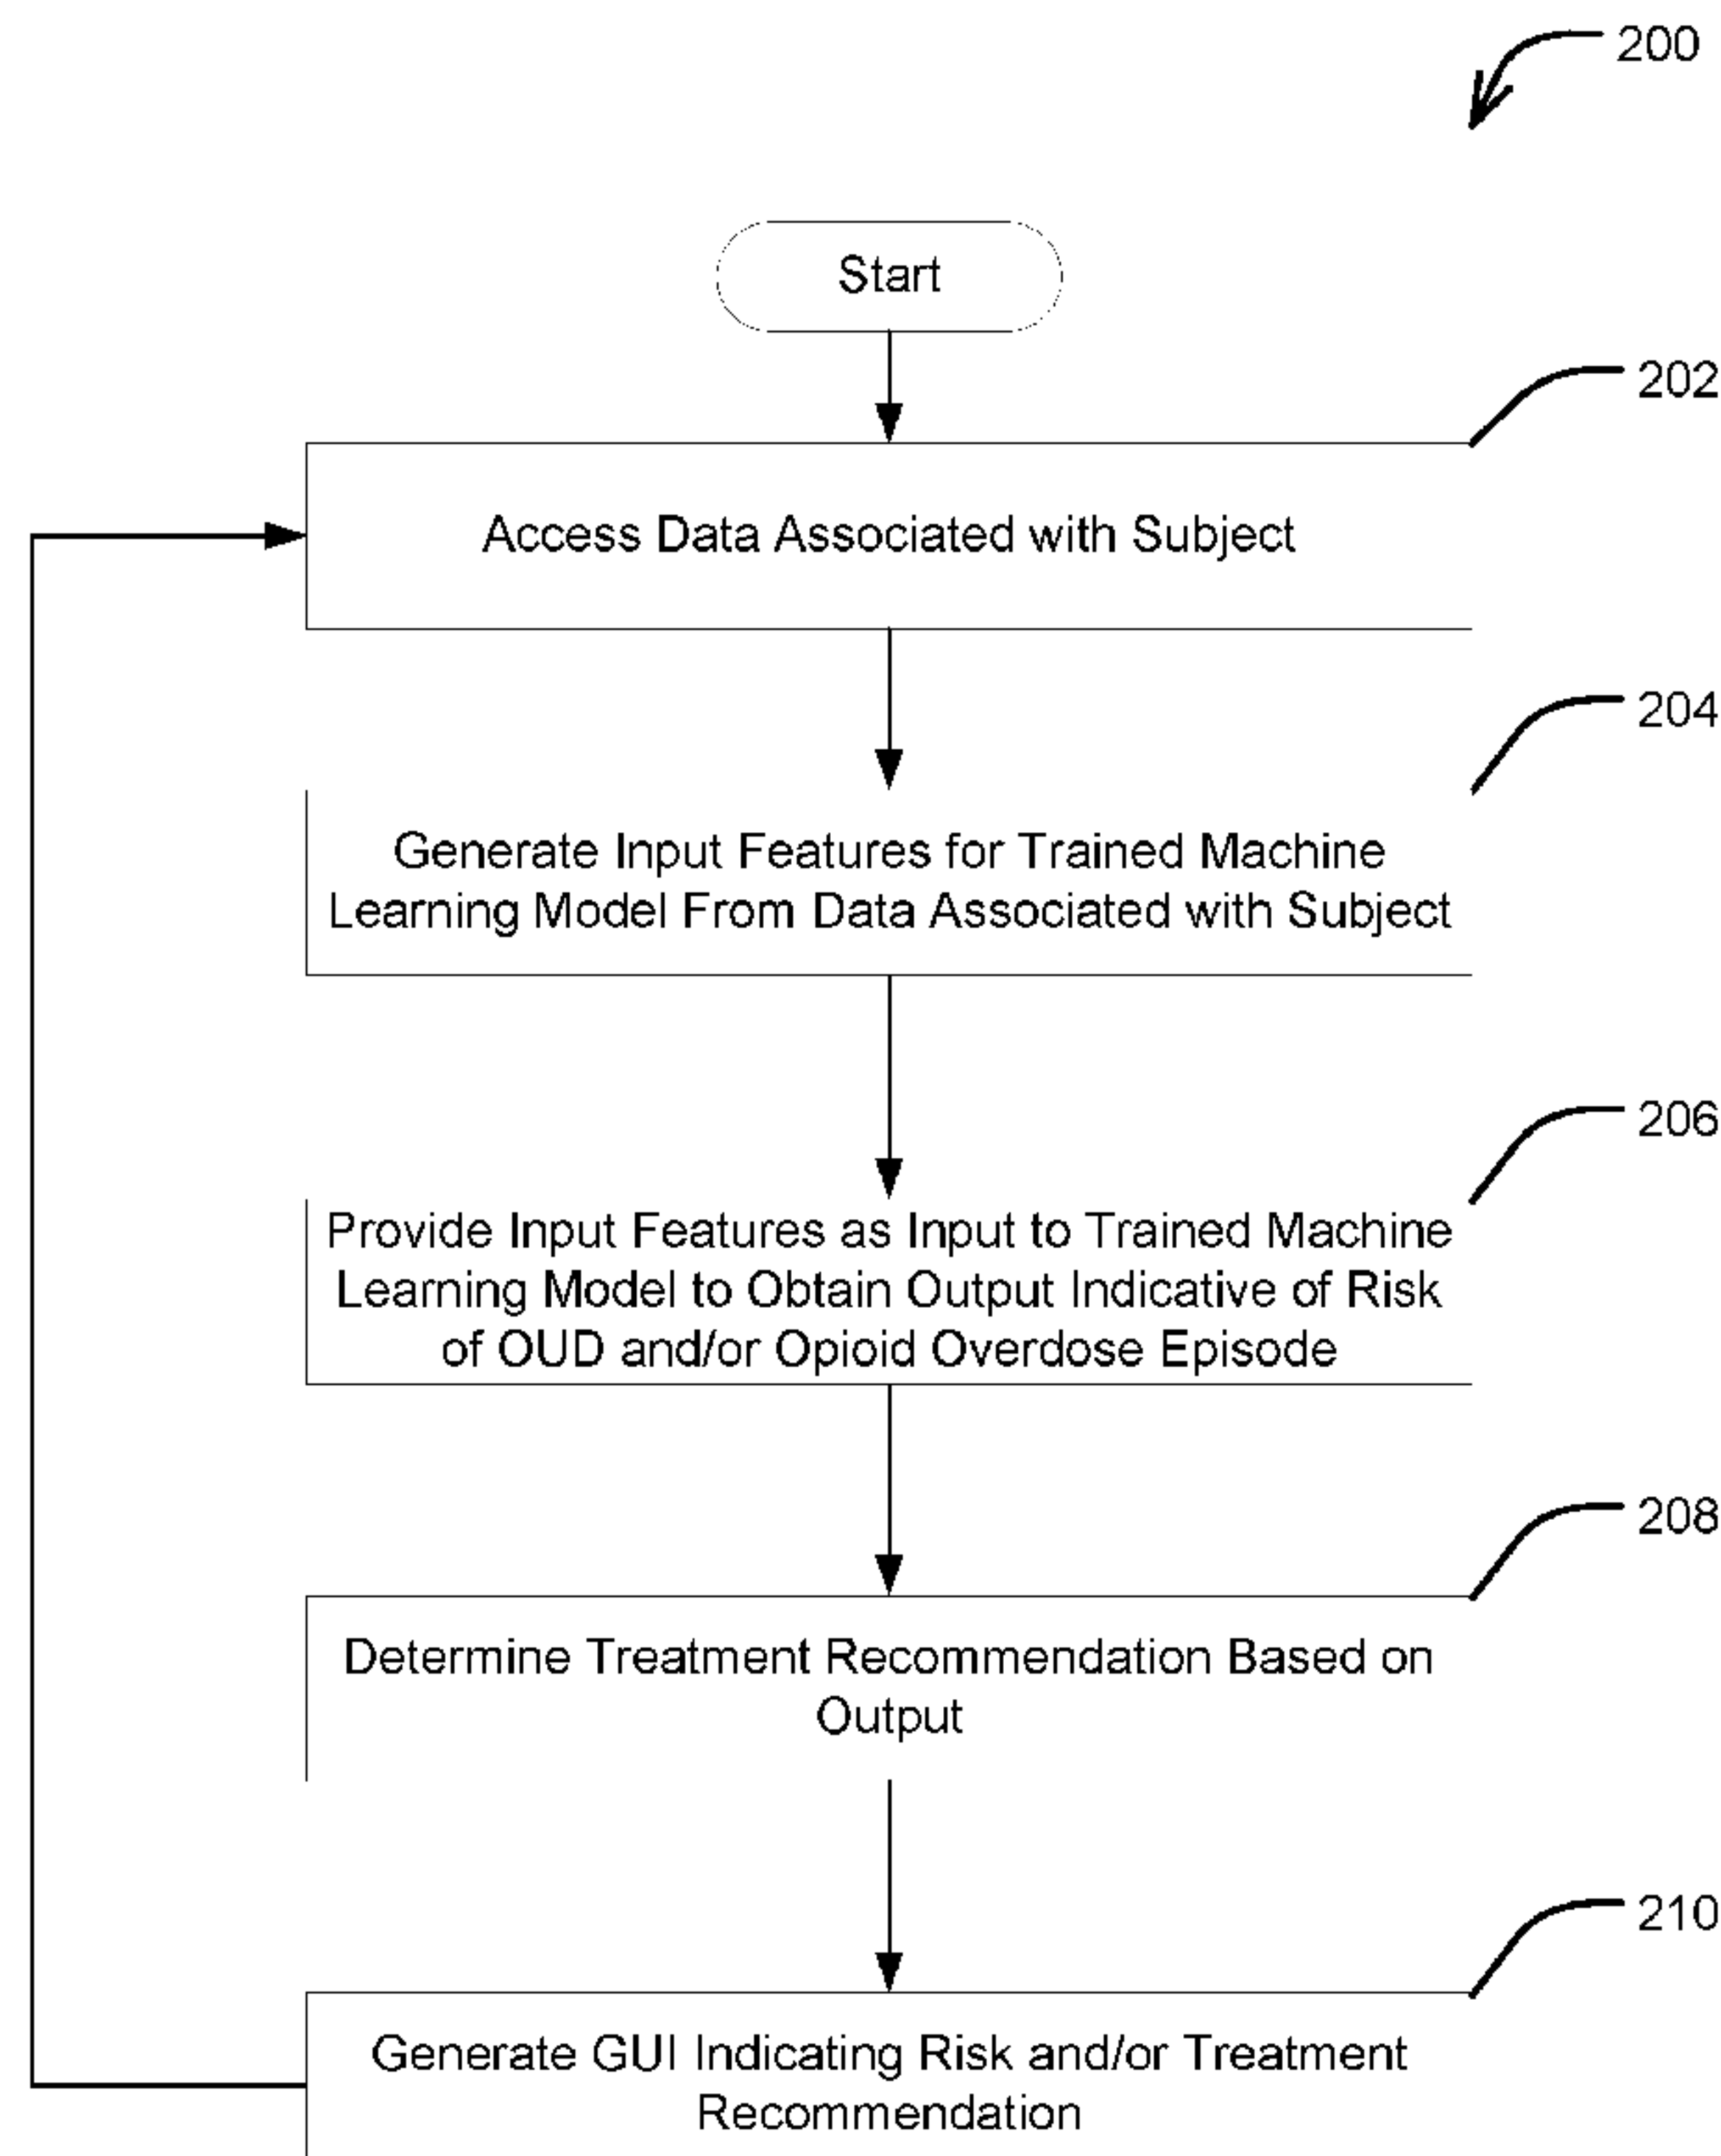 200
Start
202
Access Data Associated with Subject
204
Generate Input Features for Trained Machine
Learning Model From Data Associated with Subject
206
Provide Input Features as Input to Trained Machine
Learning Model to Obtain Output Indicative of Risk
of OUD and/or Opioid Overdose Episode
208
Determine Treatment Recommendation Based on
Output
210
Generate GUI Indicating Risk and/or Treatment
Recommendation